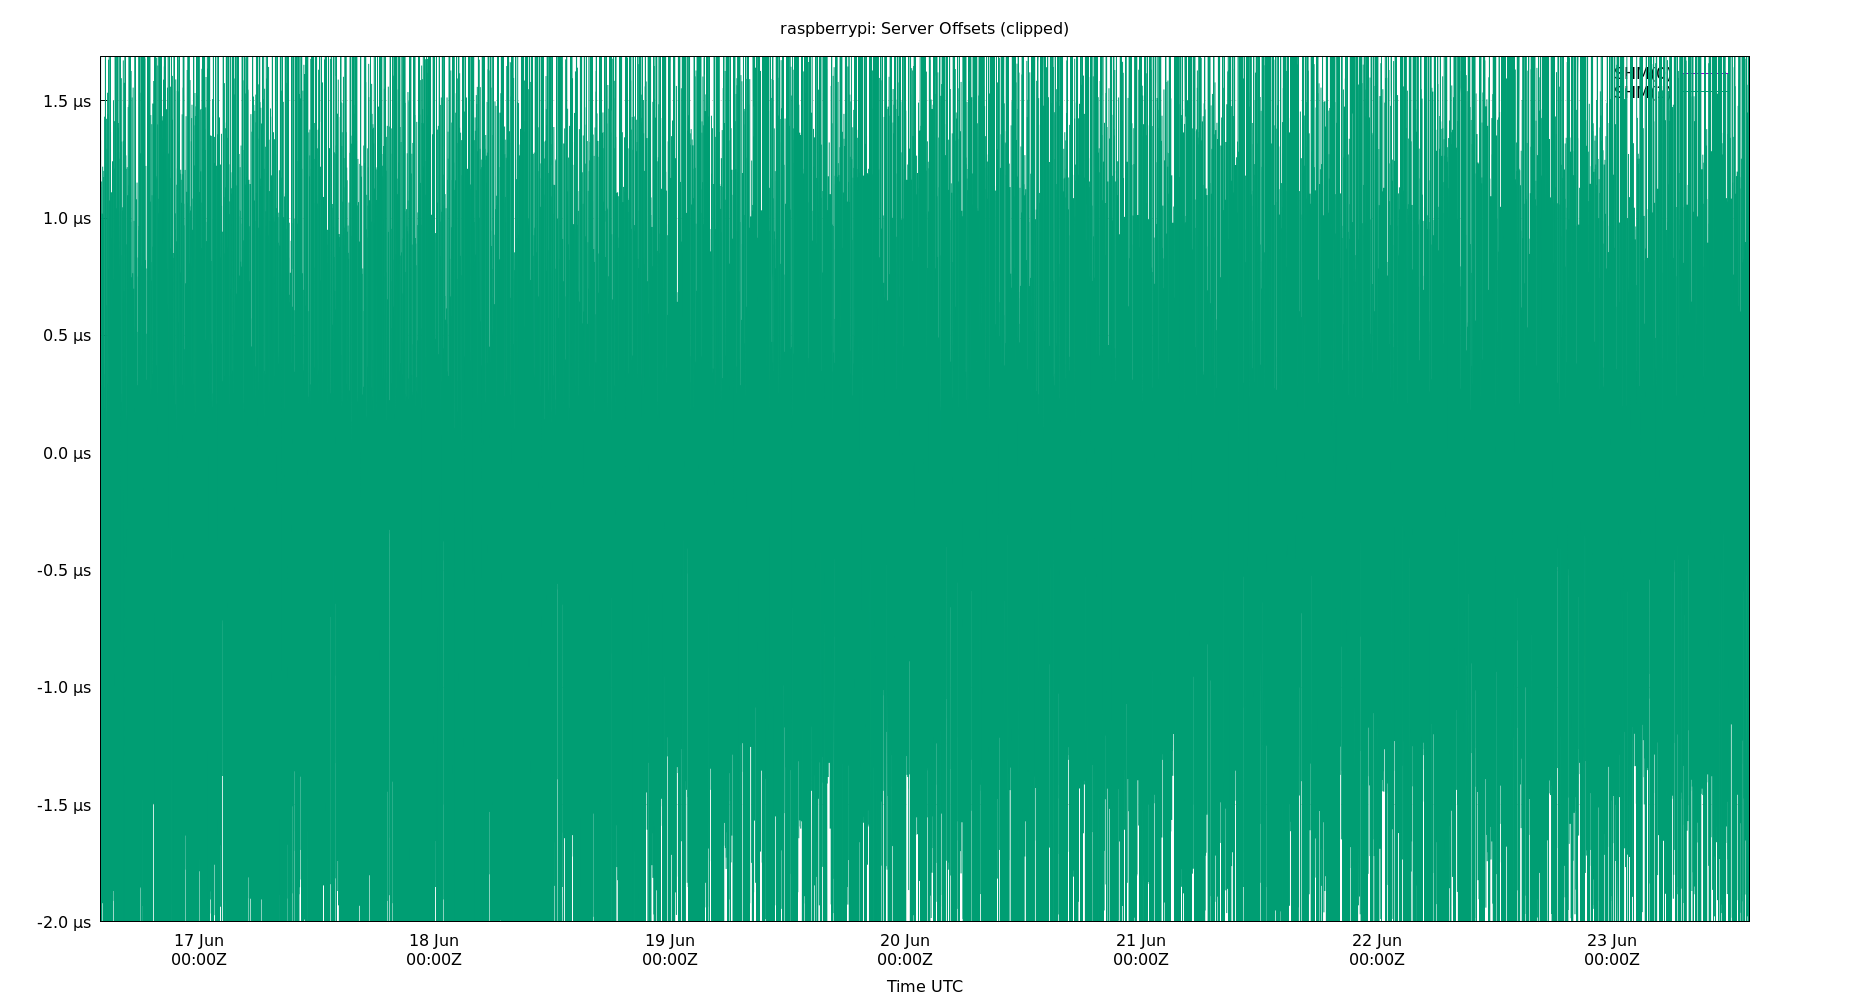 raspberrypi: Server Offsets (clipped)
SHM(0)
1.5 µs
1.0 µs
0.5 µs
0.0 µs
-0.5 µs
-1.0 µs
-1.5 µs
-2.0 µs
17 Jun 18 Jun 19 Jun 20 Jun 21 Jun 22 Jun 23 Jun
00:00Z 00:00Z 00:00Z 00:00Z 00:00Z 00:00Z 00:00Z
Time UTC